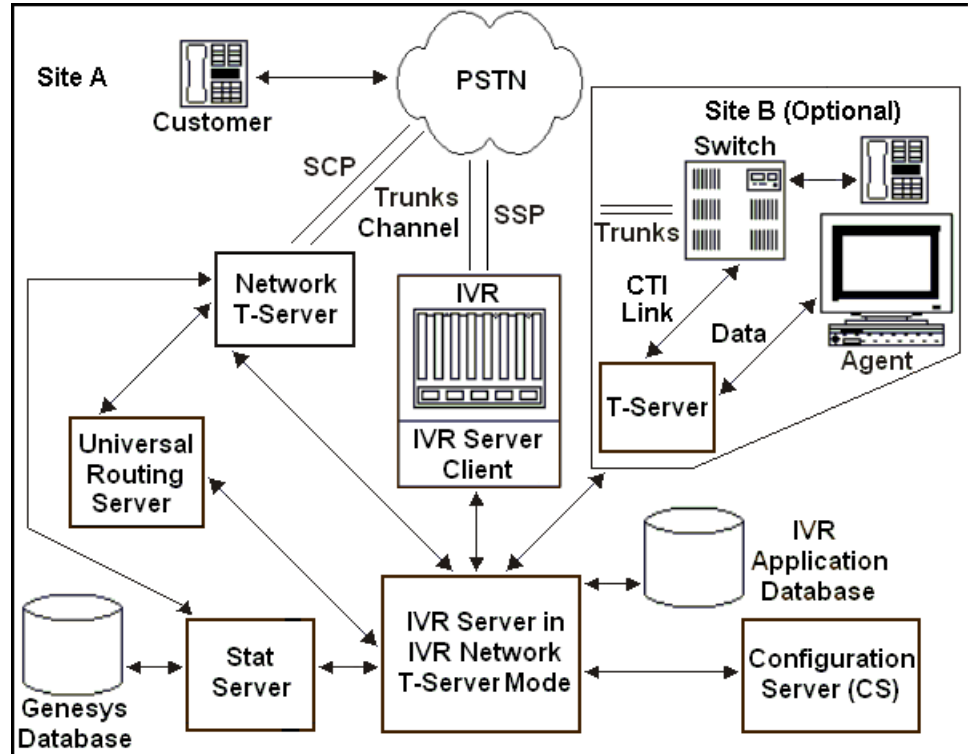 Site A
Customer
PSTN
Site B (Optional)
Switch
SCP
Trunks
Channel
SSP
Trunks
Network
T-Server
IVR
CTI
Link
Data
Agent
T-Server
IVR Server
Client
Universal
Routing
Server
IVR
Application
Database
IVR Server in
IVR Network
T-Server Mode
Stat
Server
Configuration
Server (CS)
Genesys
Database